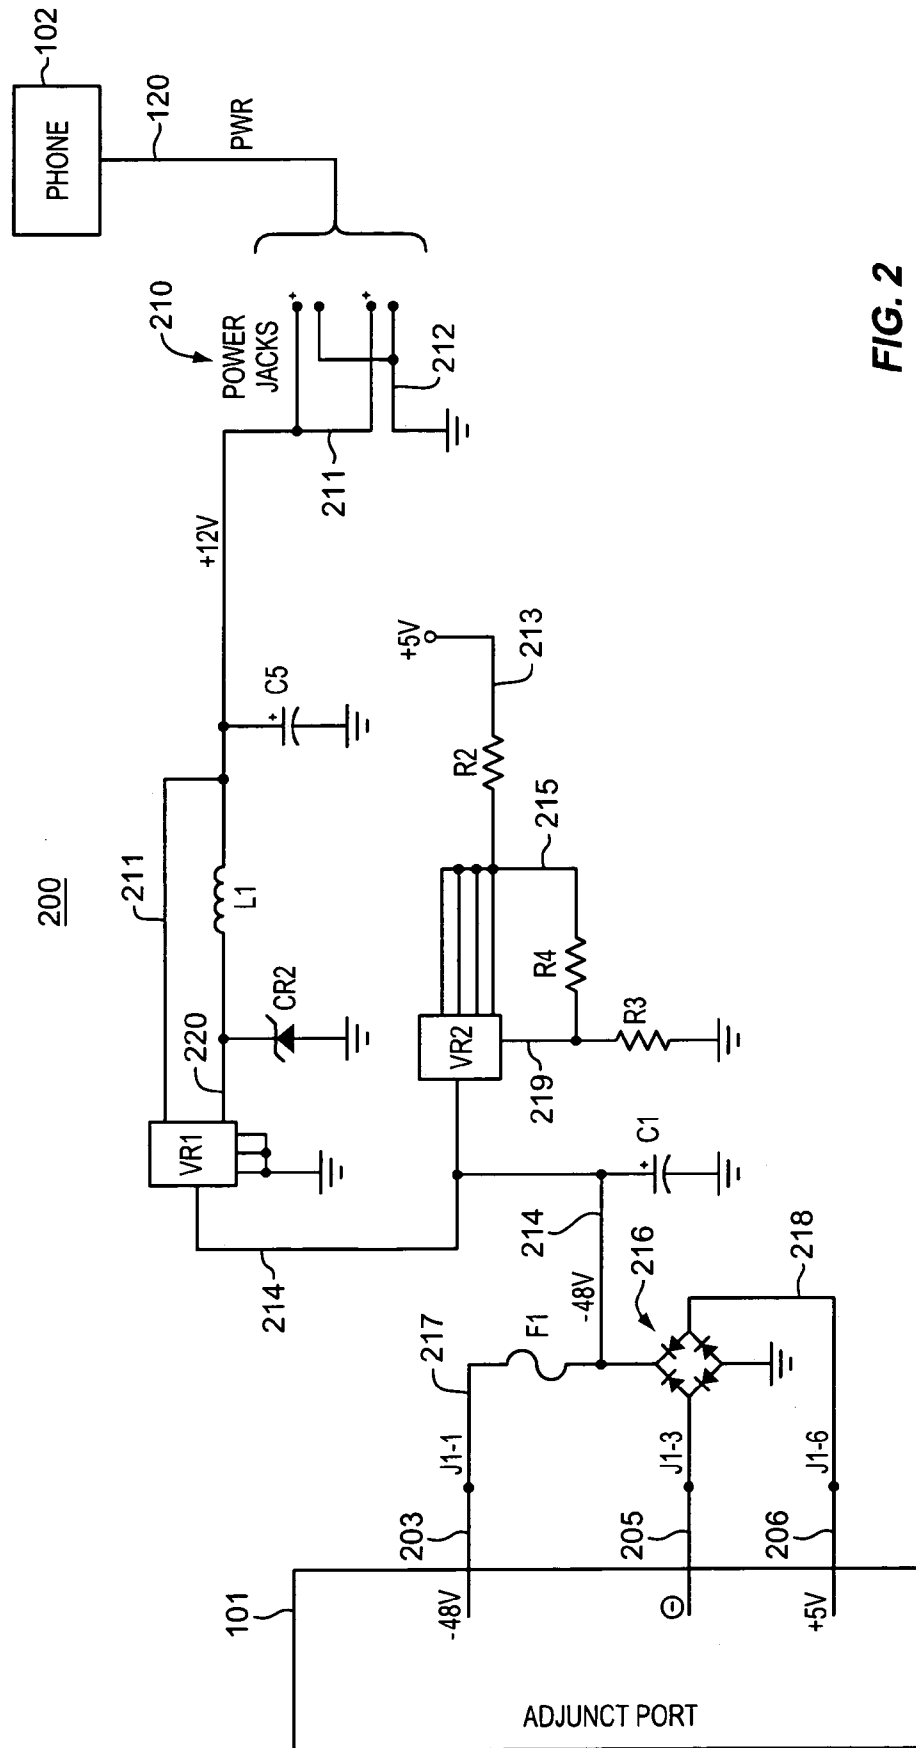 200
PHONE
102
120
PWR
210
POWER
JACKS
+
+
212
211
+12V
211
220
VR1
L1
CR2
+
C5
+5V
213
R2
215
VR2
R4
219
R3
214
214
-48V
+
C1
216
218
217
F1
J1-1
J1-3
J1-6
203
205
206
101
-48V
+5V
ADJUNCT PORT
FIG. 2